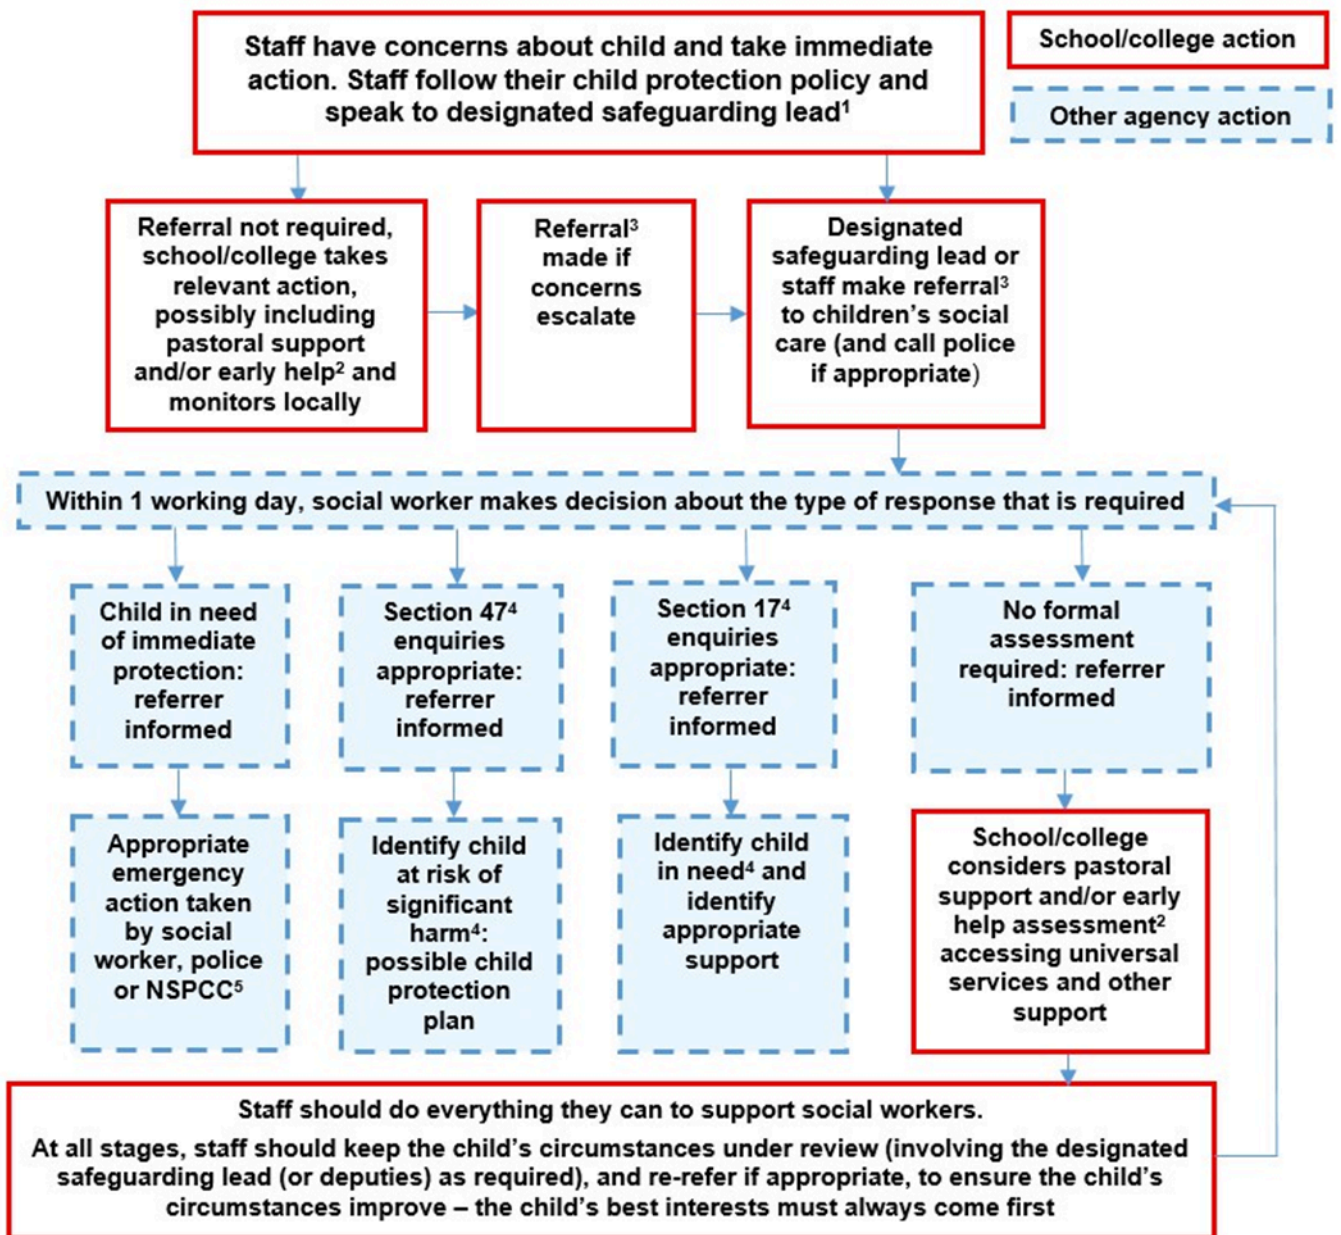 Staff have concerns about child and take immediate
action. Staff follow their child protection policy and
speak to designated safeguarding lead¹
School/college action
Other agency action
Referral not required,
school/college takes
relevant action,
possibly including
pastoral support
and/or early help² and
monitors locally
Referral³
made if
concerns
escalate
Designated
safeguarding lead or
staff make referral³
to children’s social
care (and call police
if appropriate)
Within 1 working day, social worker makes decision about the type of response that is required
Child in need
of immediate
protection:
referrer
informed
Section 47⁴
enquiries
appropriate:
referrer
informed
Section 17⁴
enquiries
appropriate:
referrer
informed
No formal
assessment
required: referrer
informed
Appropriate
emergency
action taken
by social
worker, police
or NSPCC⁵
Identify child
at risk of
significant
harm⁴:
possible child
protection
plan
Identify child
in need⁴ and
identify
appropriate
support
School/college
considers pastoral
support and/or early
help assessment²
accessing universal
services and other
support
Staff should do everything they can to support social workers.
At all stages, staff should keep the child’s circumstances under review (involving the designated
safeguarding lead (or deputies) as required), and re-refer if appropriate, to ensure the child’s
circumstances improve – the child’s best interests must always come first